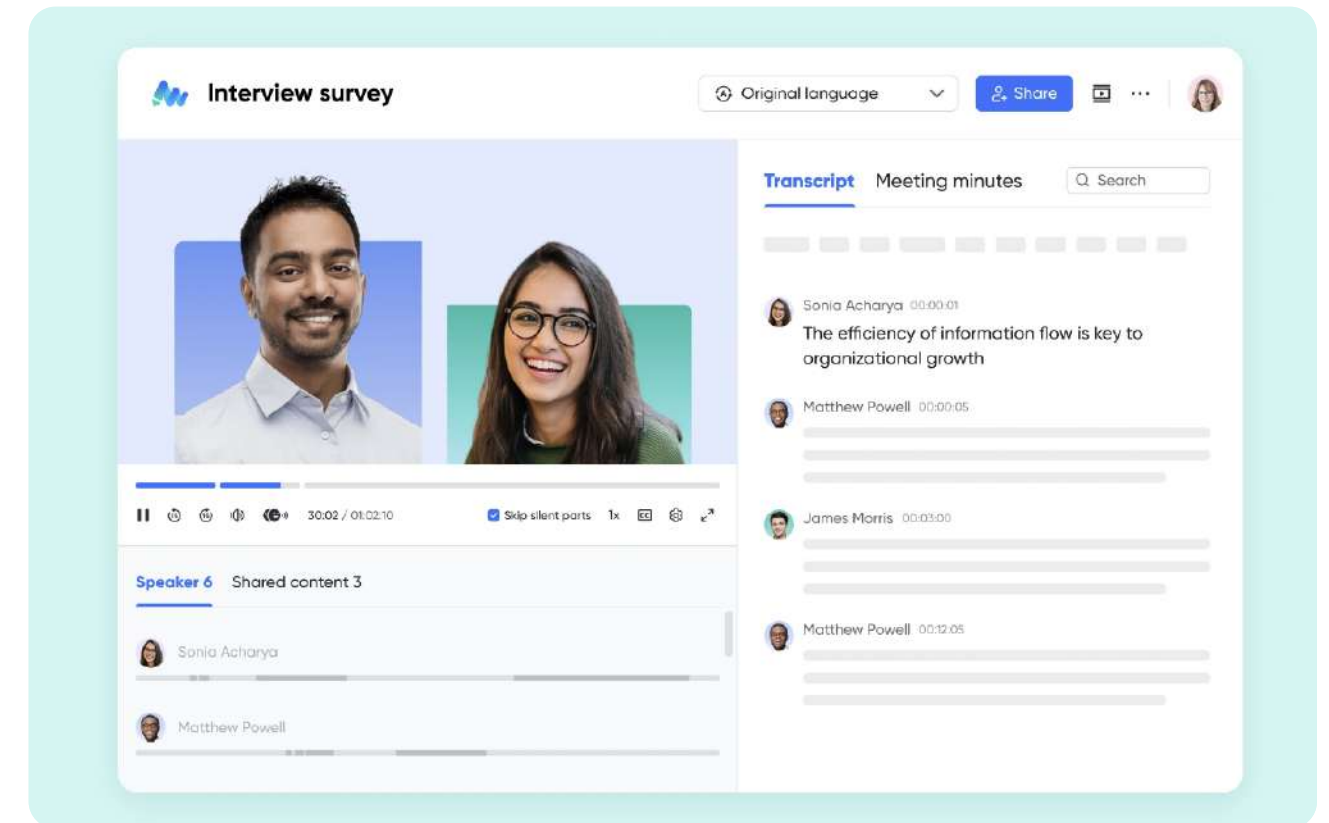 Interview survey
Original language
Share
Transcript Meeting minutes
Search
Sonia Acharya 00:00:01
The efficiency of information flow is key to
organizational growth
Matthew Powell 00:00:05
James Morris 00:03:00
Matthew Powell 00:12:05
30:02 / 01:02:10
Skip silent parts 1x CC
Speaker 6 Shared content 3
Sonia Acharya
Matthew Powell